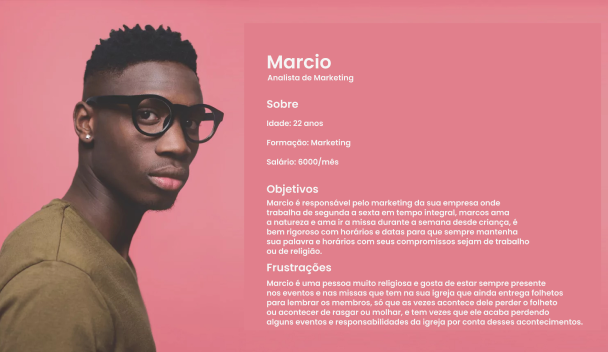 Marcio
Analista de Marketing
Sobre
Idade: 22 anos
Formação: Marketing
Salário: 6000/mês
Objetivos
Marcio é responsável pelo marketing da sua empresa onde
trabalha de segunda a sexta em tempo integral, marcos ama
a natureza e ama ir a missa durante a semana desde criança, é
bem rigoroso com horários e datas para que sempre mantenha
sua palavra e horários com seus compromissos sejam de trabalho
ou de religião.
Frustrações
Marcio é uma pessoa muito religiosa e gosta de estar sempre presente
nos eventos e nas missas que tem na sua igreja que ainda entrega folhetos
para lembrar os membros, só que as vezes acontece dele perder o folheto
ou acontecer de rasgar ou molhar, e tem vezes que ele acaba perdendo
alguns eventos e responsabilidades da igreja por conta desses acontecimentos.